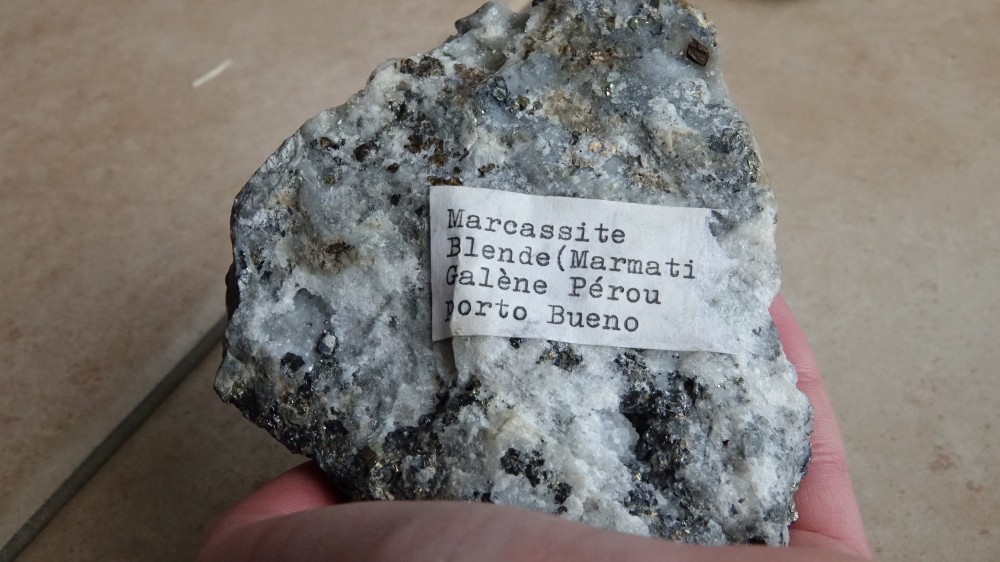 Marcassite
Blende(Marmati
Galène Pérou
porto Bueno